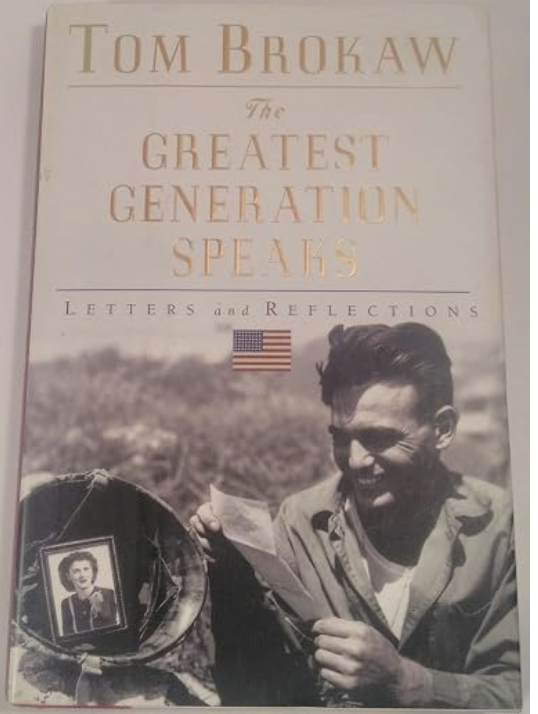 TOM BROKAW
The
GREATEST
GENERATION
SPEAKS
LETTERS and REFLECTIONS